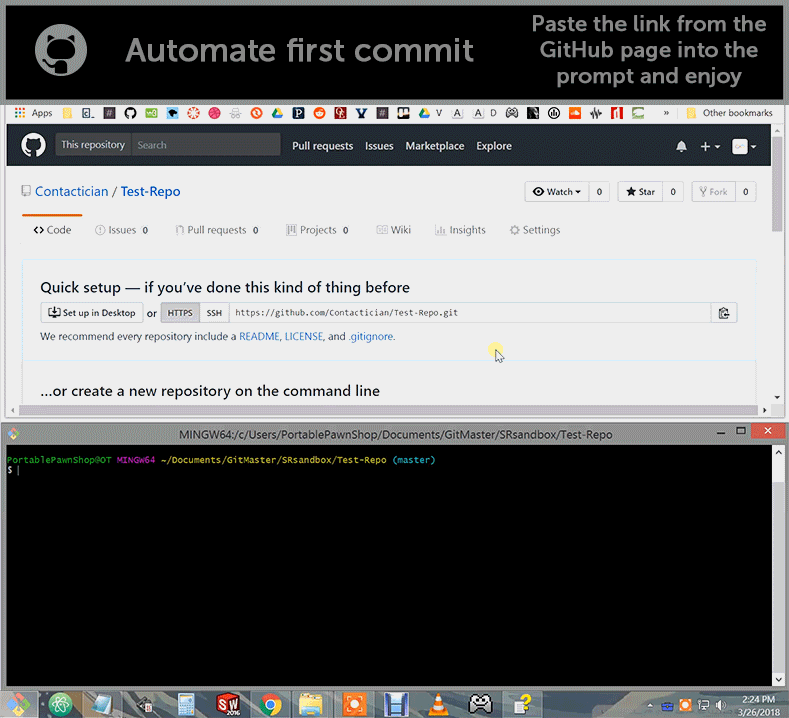 Automate first commit
Paste the link from the
GitHub page into the
prompt and enjoy
Apps
V A A D » Other bookmarks
This repository Search Pull requests Issues Marketplace Explore
Contactician / Test-Repo
Watch 0 Star 0 Fork 0
Code Issues 0 Pull requests 0 Projects 0 Wiki Insights Settings
Quick setup — if you've done this kind of thing before
Set up in Desktop or HTTPS SSH https://github.com/Contactician/Test-Repo.git
We recommend every repository include a README, LICENSE, and .gitignore.
...or create a new repository on the command line
MINGW64:/c/Users/PortablePawnShop/Documents/GitMaster/SRsandbox/Test-Repo
PortablePawnShop@OT MINGW64 ~/Documents/GitMaster/SRsandbox/Test-Repo (master)
$
SW
2016
2:24 PM
3/26/2018